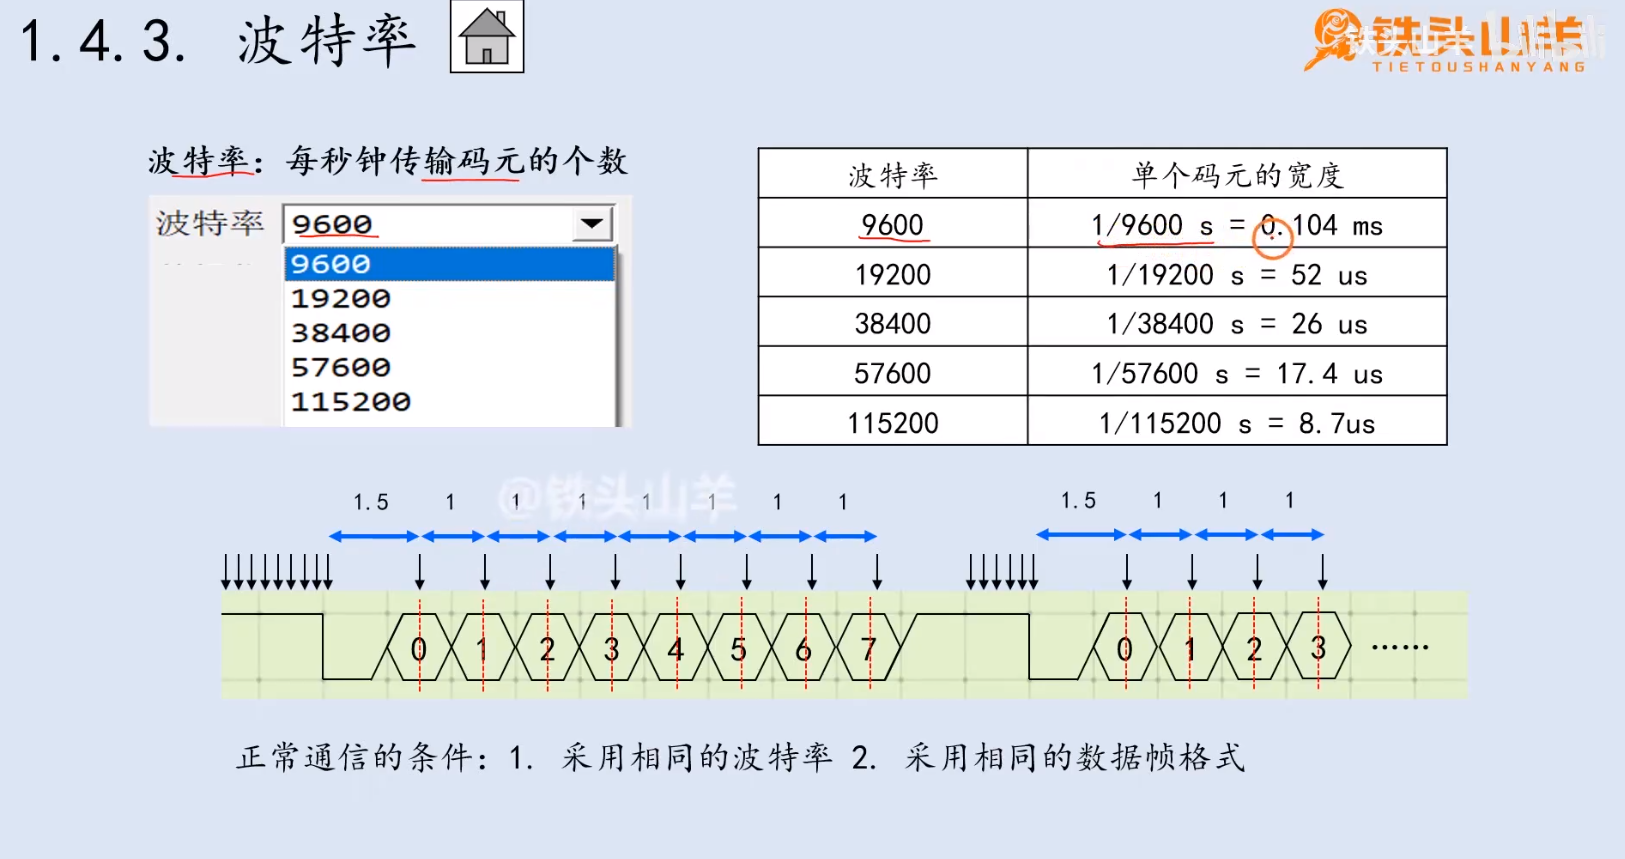 1.4.3. 波特率
铁头山羊
TIETOUSHANYANG
波特率：每秒钟传输码元的个数
波特率 9600
9600
19200
38400
57600
115200
波特率 单个码元的宽度
9600 1/9600 s = 0.104 ms
19200 1/19200 s = 52 us
38400 1/38400 s = 26 us
57600 1/57600 s = 17.4 us
115200 1/115200 s = 8.7us
@铁头山羊
1.5 1 1 1 1 1 1 1 1.5 1 1 1
0 1 2 3 4 5 6 7 0 1 2 3 ……
正常通信的条件：1. 采用相同的波特率 2. 采用相同的数据帧格式